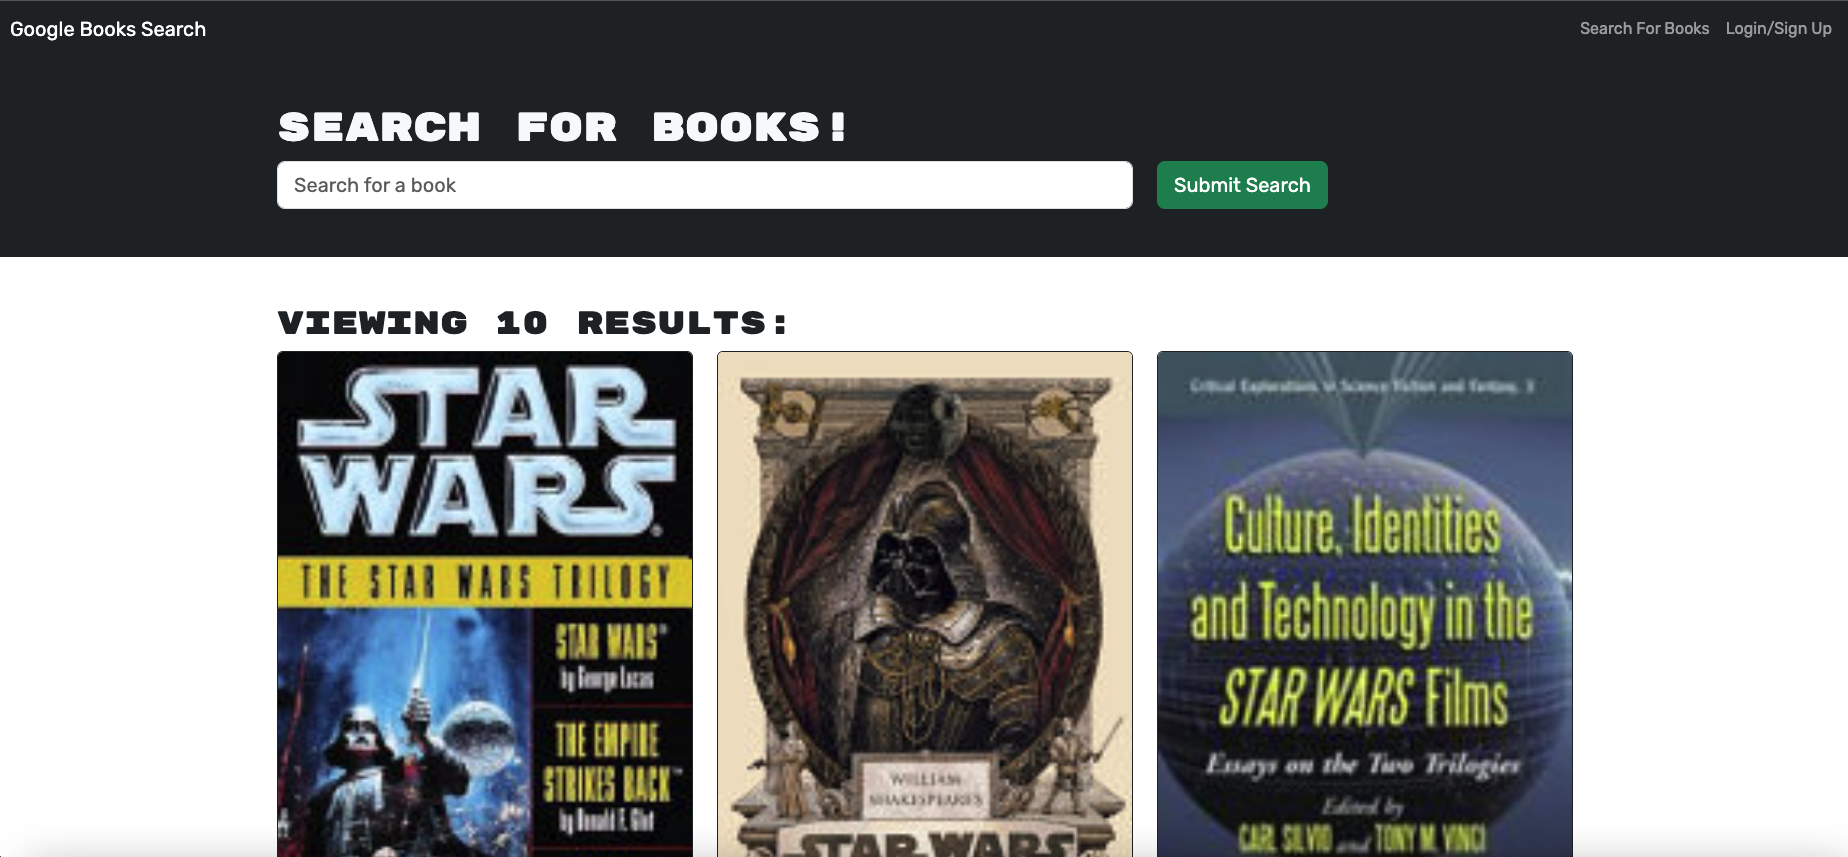 Google Books Search
Search For Books
Login/Sign Up
SEARCH FOR BOOKS!
Search for a book
Submit Search
VIEWING 10 RESULTS:
STAR
WARS
THE STAR WARS TRILOGY
STAR WARS
by George Lucas
THE EMPIRE
STRIKES BACK™
by Donald F. Glut
WILLIAM
SHAKESPEARE'S
STAR WARS
Critical Explorations in Science Fiction and Fantasy, 3
Culture, Identities
and Technology in the
STAR WARS Films
Essays on the Two Trilogies
Edited by
CARL SILVIO and TONY M. VINCI